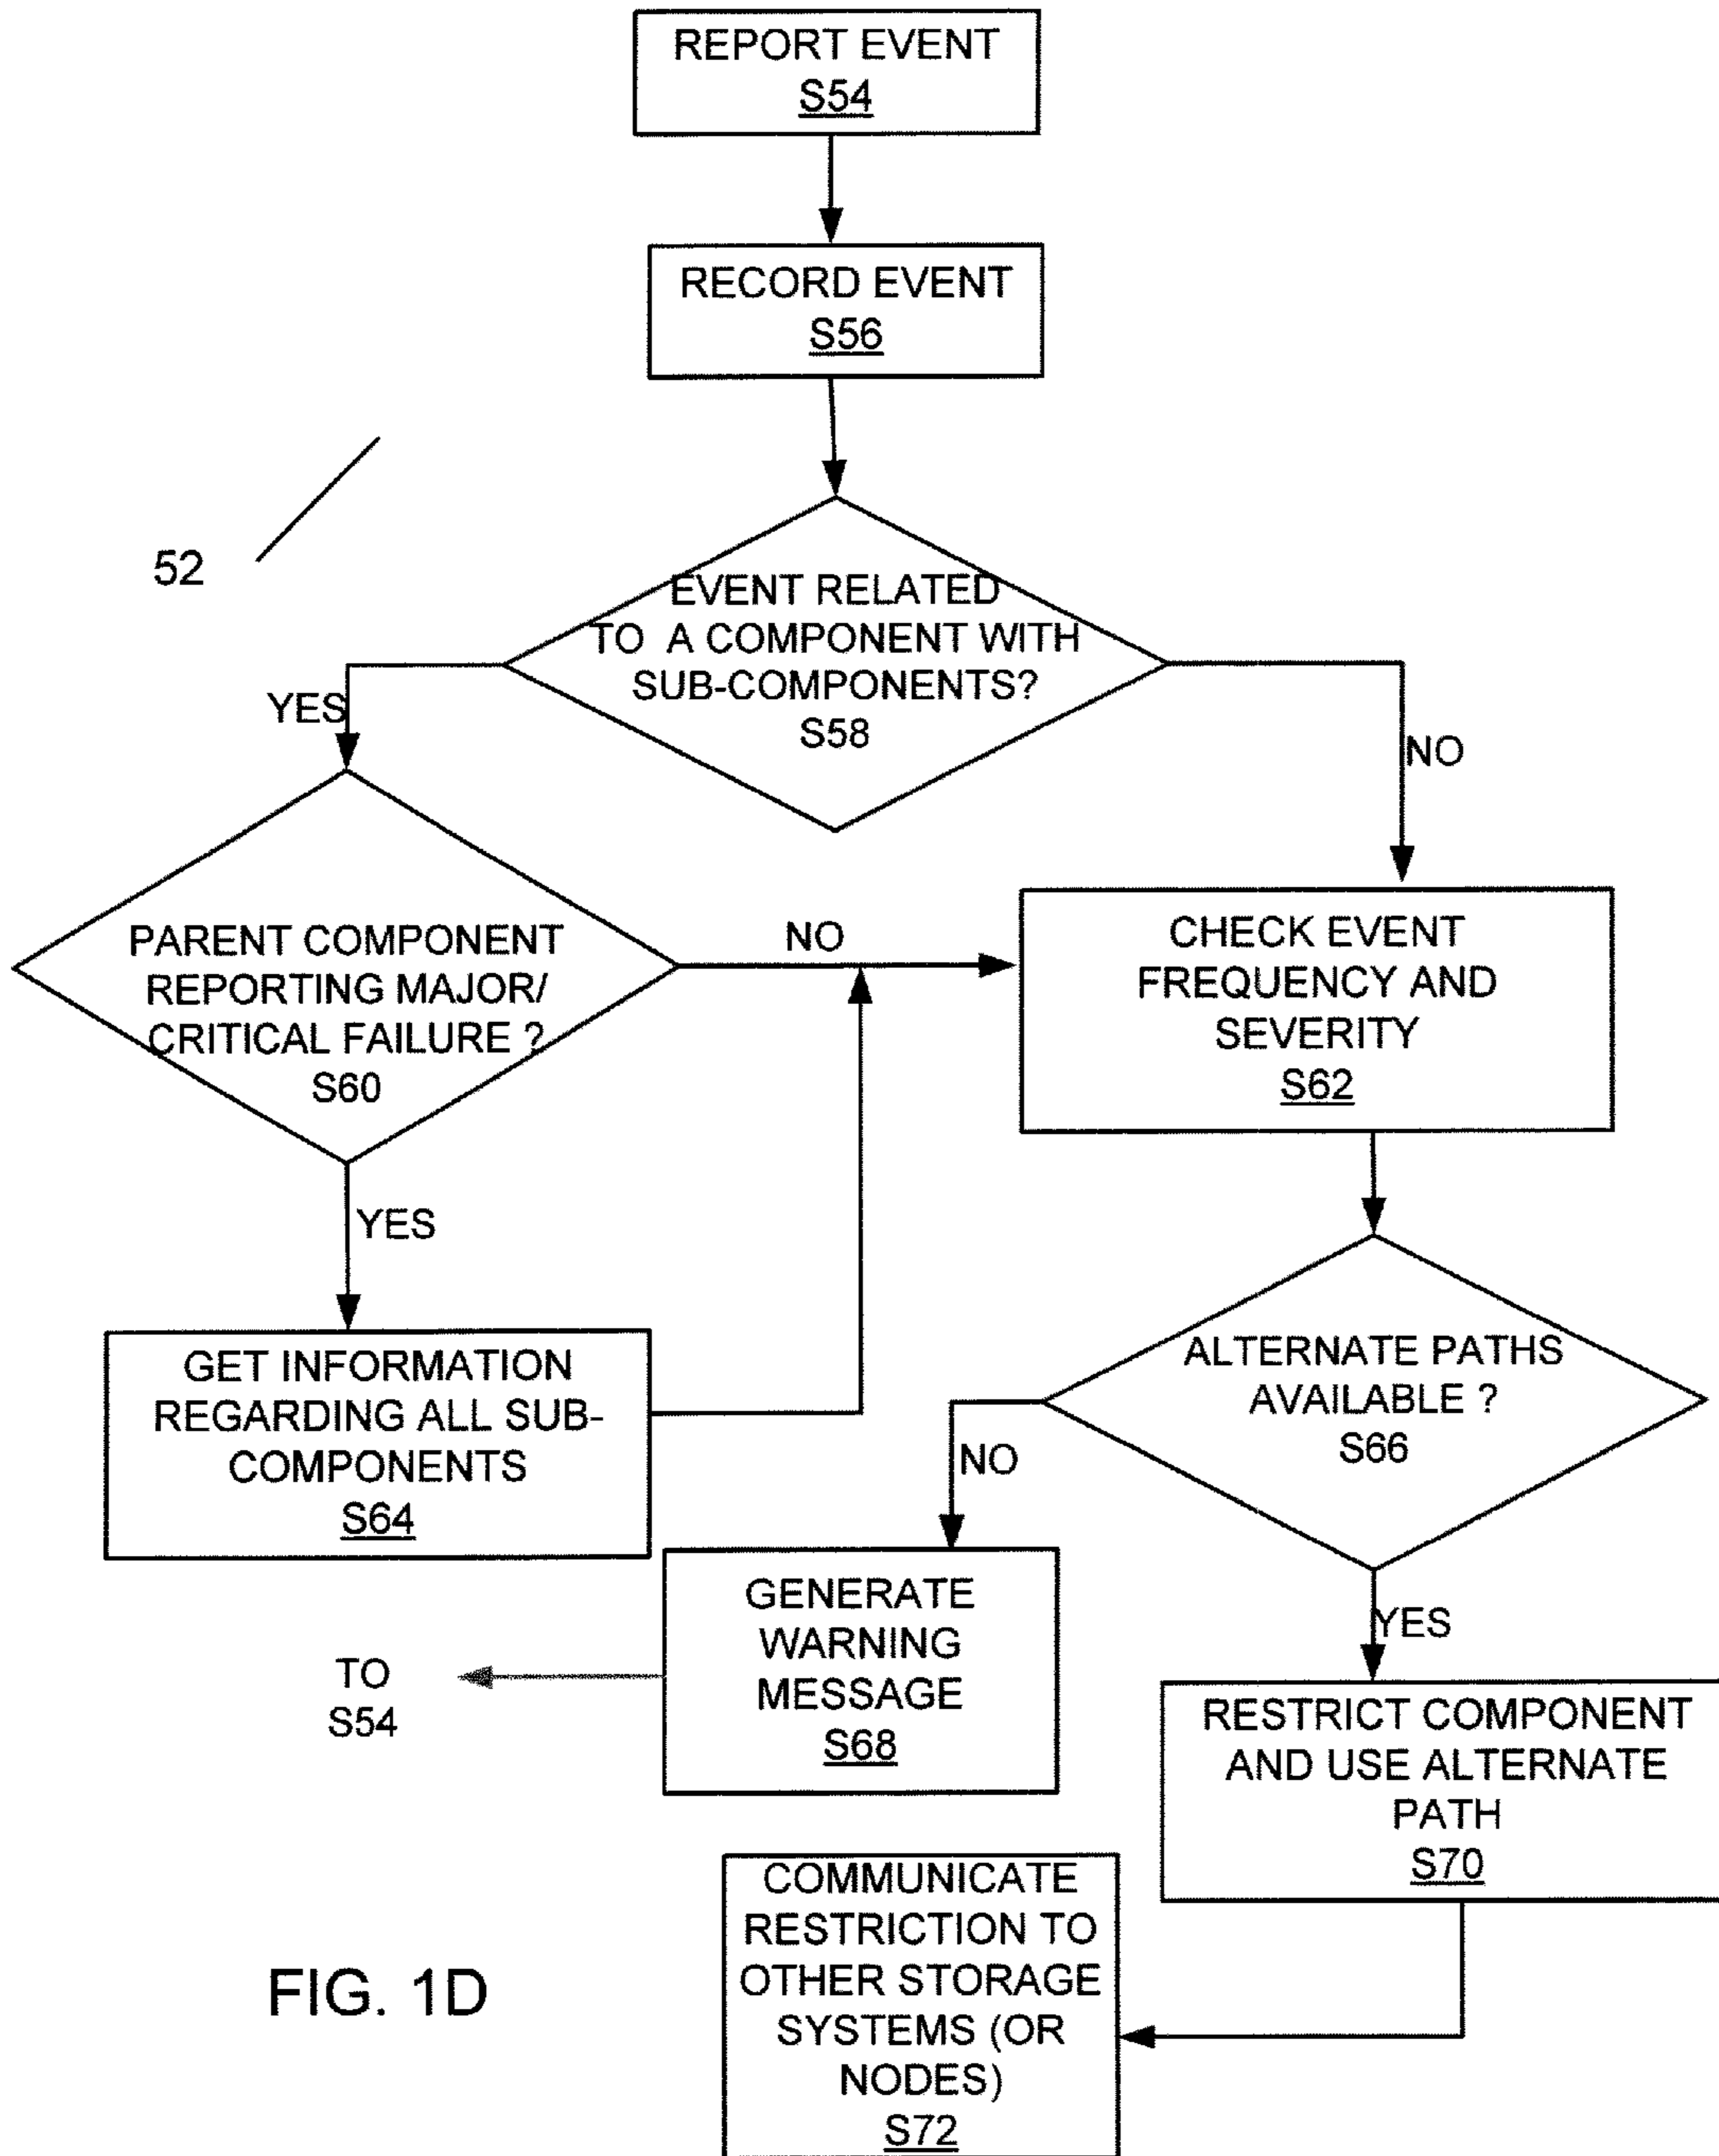 REPORT EVENT
S54
RECORD EVENT
S56
52
EVENT RELATED
TO A COMPONENT WITH
SUB-COMPONENTS?
S58
YES
NO
PARENT COMPONENT
REPORTING MAJOR/
CRITICAL FAILURE ?
S60
NO
CHECK EVENT
FREQUENCY AND
SEVERITY
S62
YES
GET INFORMATION
REGARDING ALL SUB-
COMPONENTS
S64
ALTERNATE PATHS
AVAILABLE ?
S66
NO
YES
GENERATE
WARNING
MESSAGE
S68
TO
S54
RESTRICT COMPONENT
AND USE ALTERNATE
PATH
S70
COMMUNICATE
RESTRICTION TO
OTHER STORAGE
SYSTEMS (OR
NODES)
S72
FIG. 1D